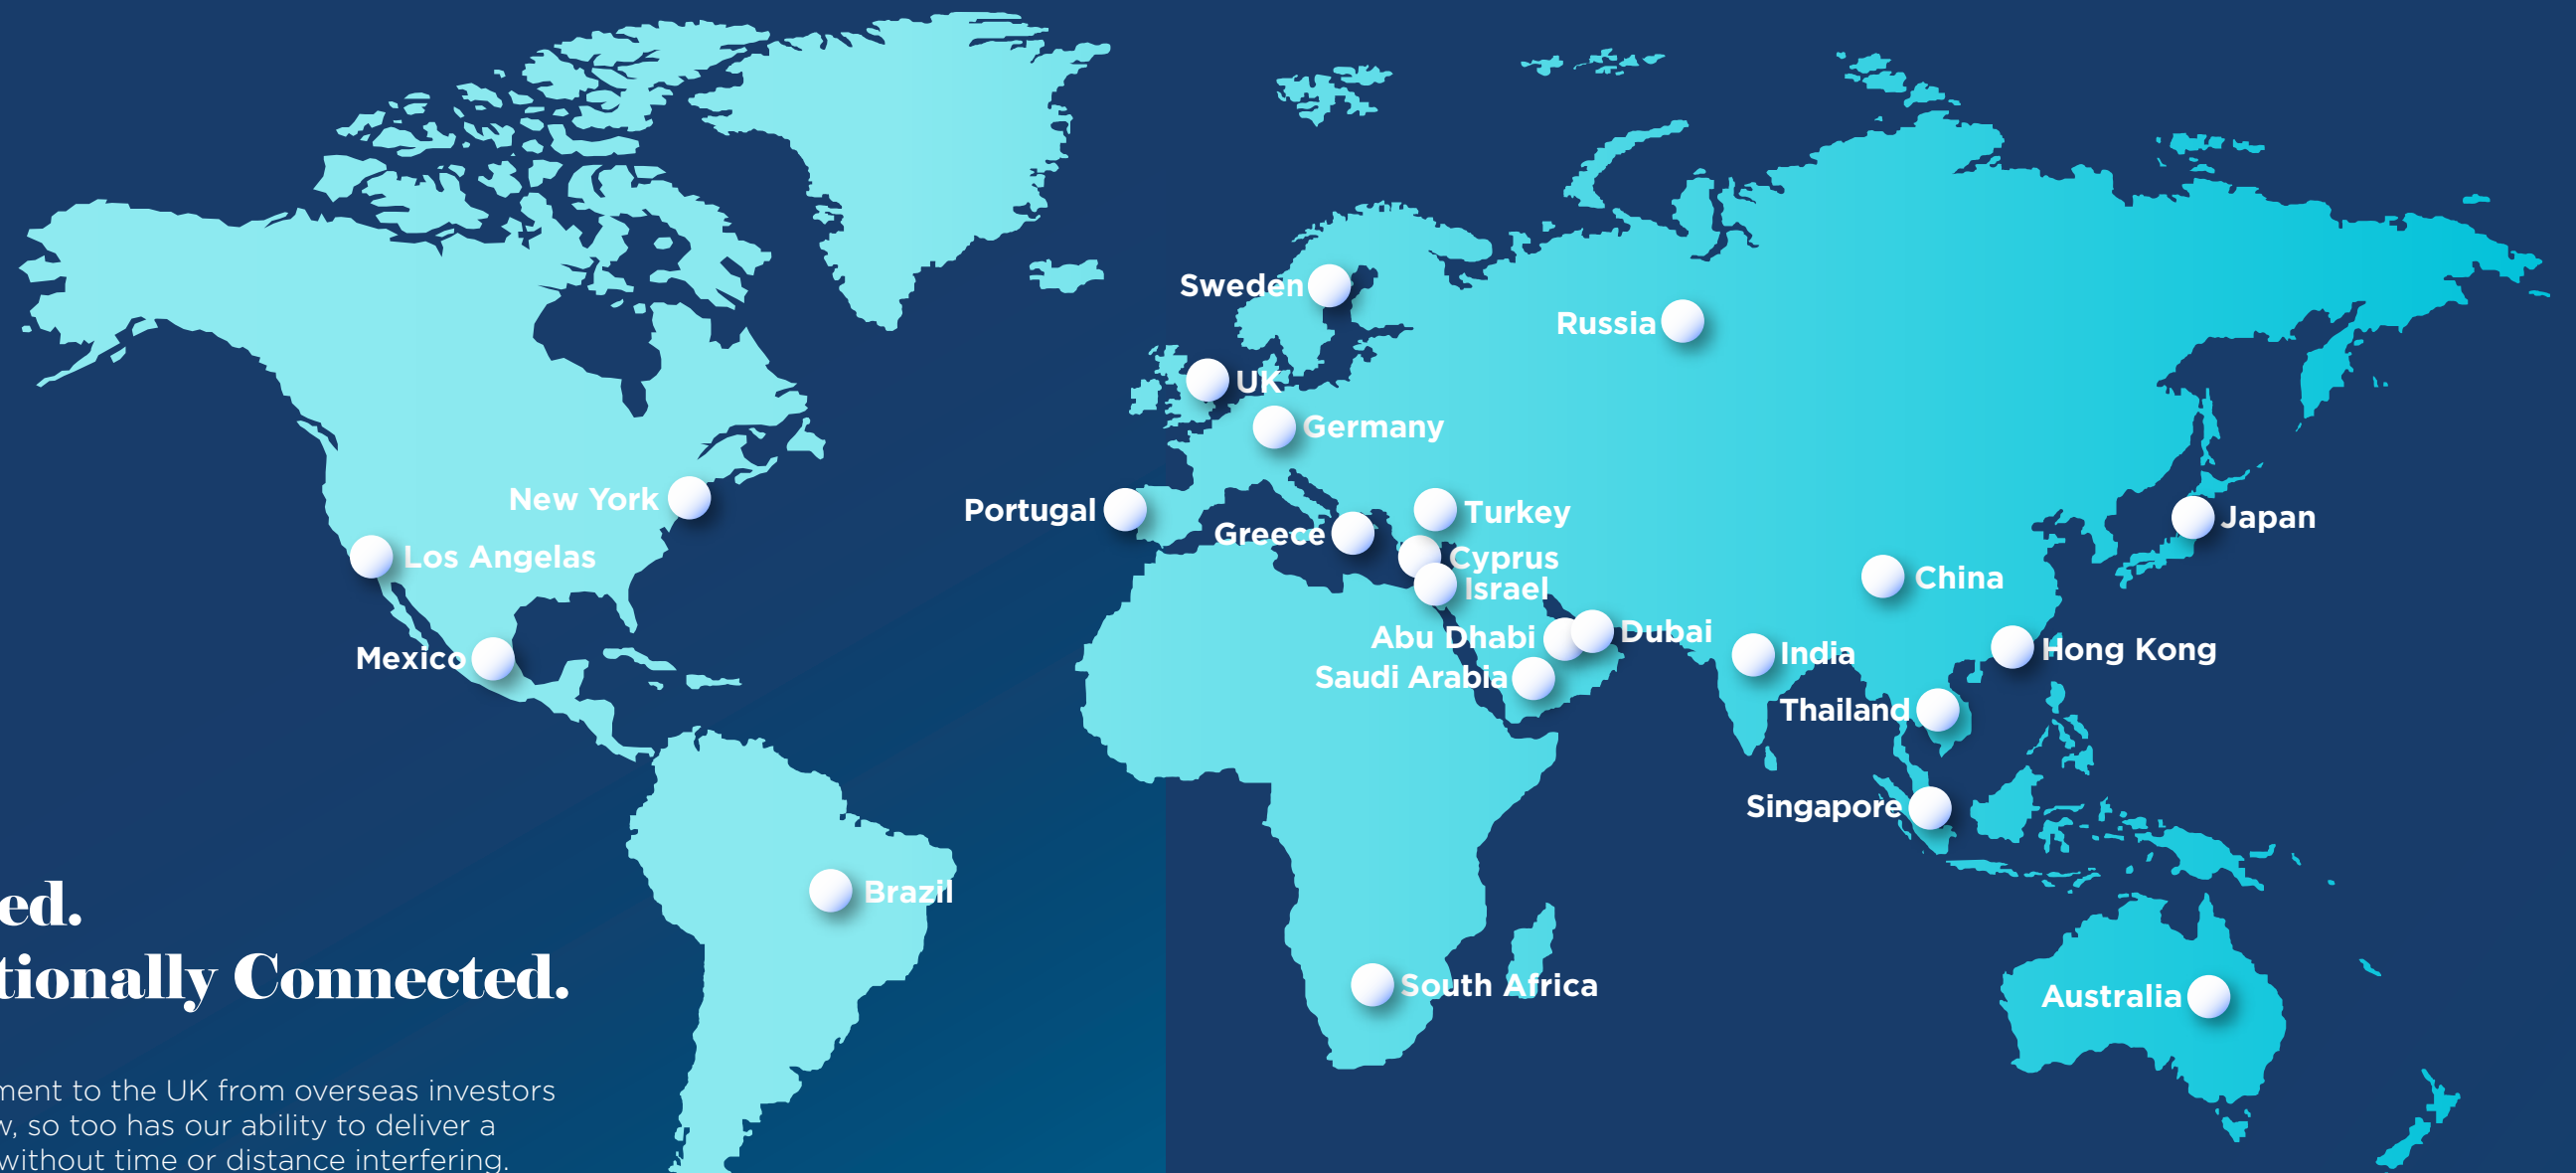 Sweden
Russia
UK
Germany
New York
Portugal
Turkey
Greece
Japan
Los Angelas
Cyprus
Israel
China
Abu Dhabi
Dubai
Mexico
India
Hong Kong
Saudi Arabia
Thailand
Singapore
Brazil
ed.
tionally Connected.
South Africa
Australia
ment to the UK from overseas investors
w, so too has our ability to deliver a
without time or distance interfering.